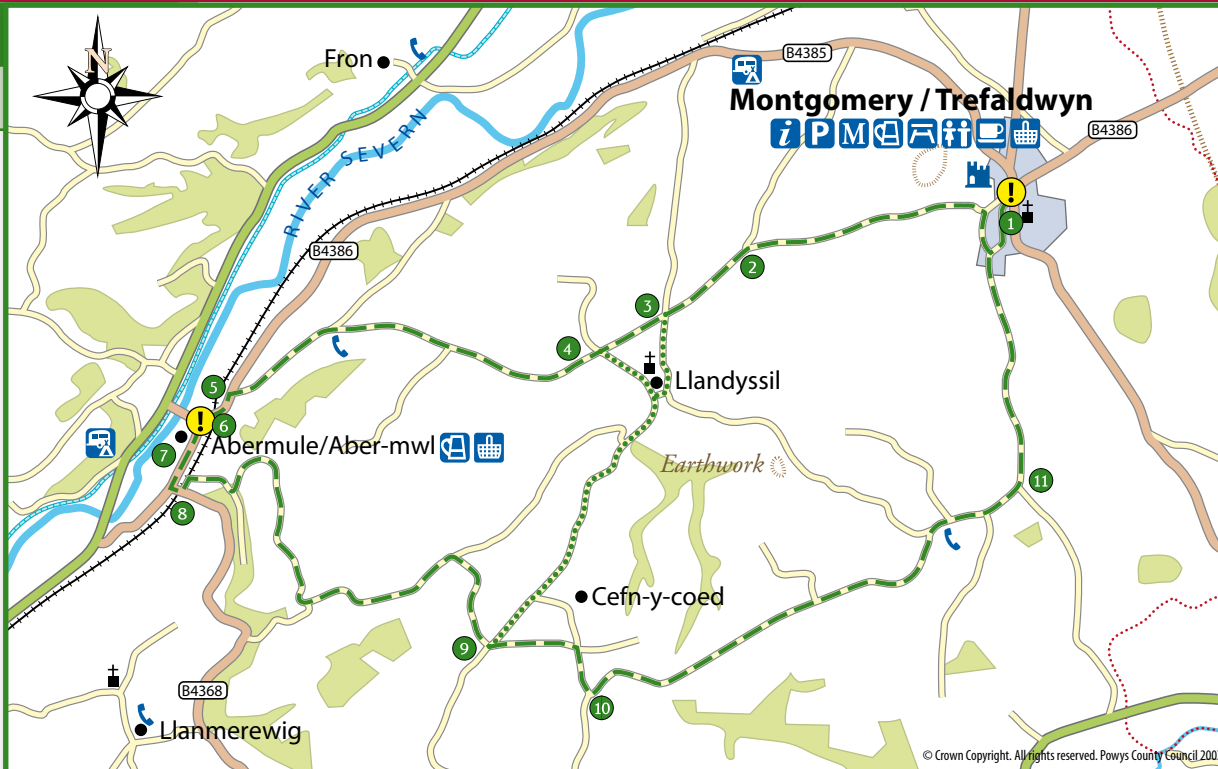 N
Fron
B4385
Montgomery / Trefaldwyn
i P M
B4386
!
1
RIVER SEVERN
B4386
2
3
4
Llandyssil
5
!
6
7
Abermule/Aber-mwl
Earthwork
11
8
Cefn-y-coed
9
B4368
10
Llanmerewig
© Crown Copyright. All rights reserved. Powys County Council 200